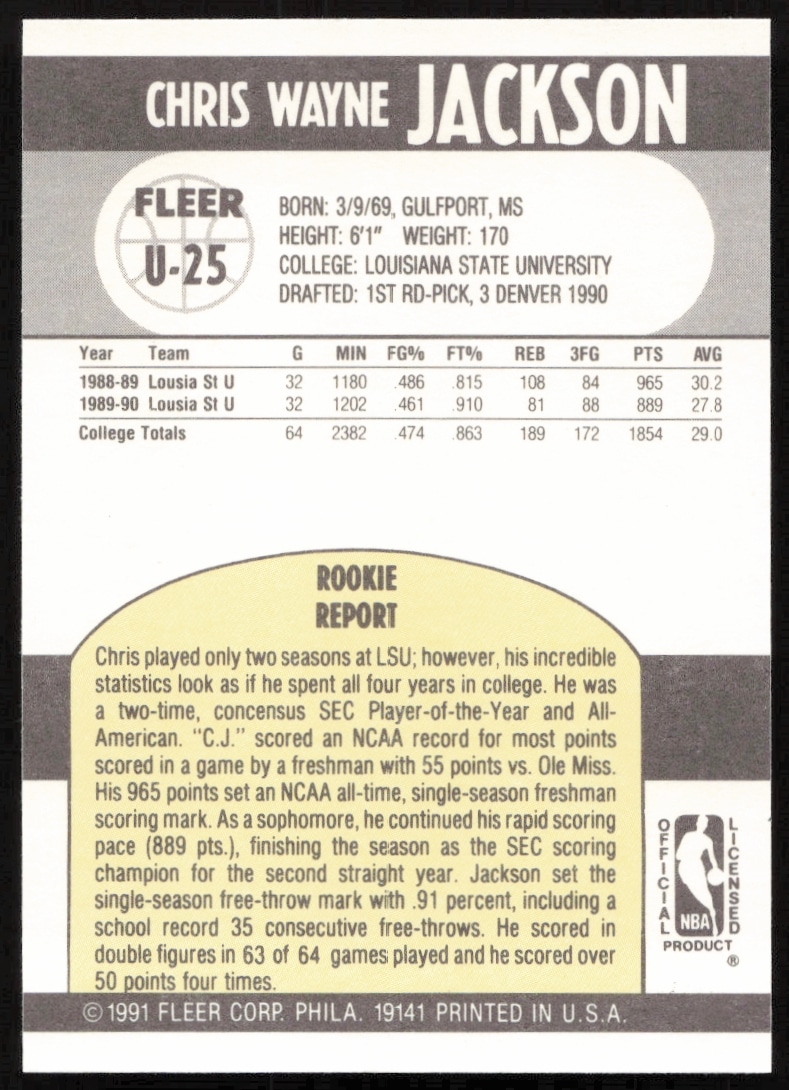 CHRIS WAYNE JACKSON
FLEER
U-25
BORN: 3/9/69, GULFPORT, MS
HEIGHT: 6'1" WEIGHT: 170
COLLEGE: LOUISIANA STATE UNIVERSITY
DRAFTED: 1ST RD-PICK, 3 DENVER 1990
Year Team G MIN FG% FT% REB 3FG PTS AVG
1988-89 Lousia St U 32 1180 .486 .815 108 84 965 30.2
1989-90 Lousia St U 32 1202 .461 .910 81 88 889 27.8
College Totals 64 2382 .474 .863 189 172 1854 29.0
ROOKIE
REPORT
Chris played only two seasons at LSU; however, his incredible
statistics look as if he spent all four years in college. He was
a two-time, concensus SEC Player-of-the-Year and All-
American. "C.J." scored an NCAA record for most points
scored in a game by a freshman with 55 points vs. Ole Miss.
His 965 points set an NCAA all-time, single-season freshman
scoring mark. As a sophomore, he continued his rapid scoring
pace (889 pts.), finishing the season as the SEC scoring
champion for the second straight year. Jackson set the
single-season free-throw mark with .91 percent, including a
school record 35 consecutive free-throws. He scored in
double figures in 63 of 64 games played and he scored over
50 points four times.
OFFICIAL
NBA
LICENSED
PRODUCT
®
© 1991 FLEER CORP. PHILA. 19141 PRINTED IN U.S.A.